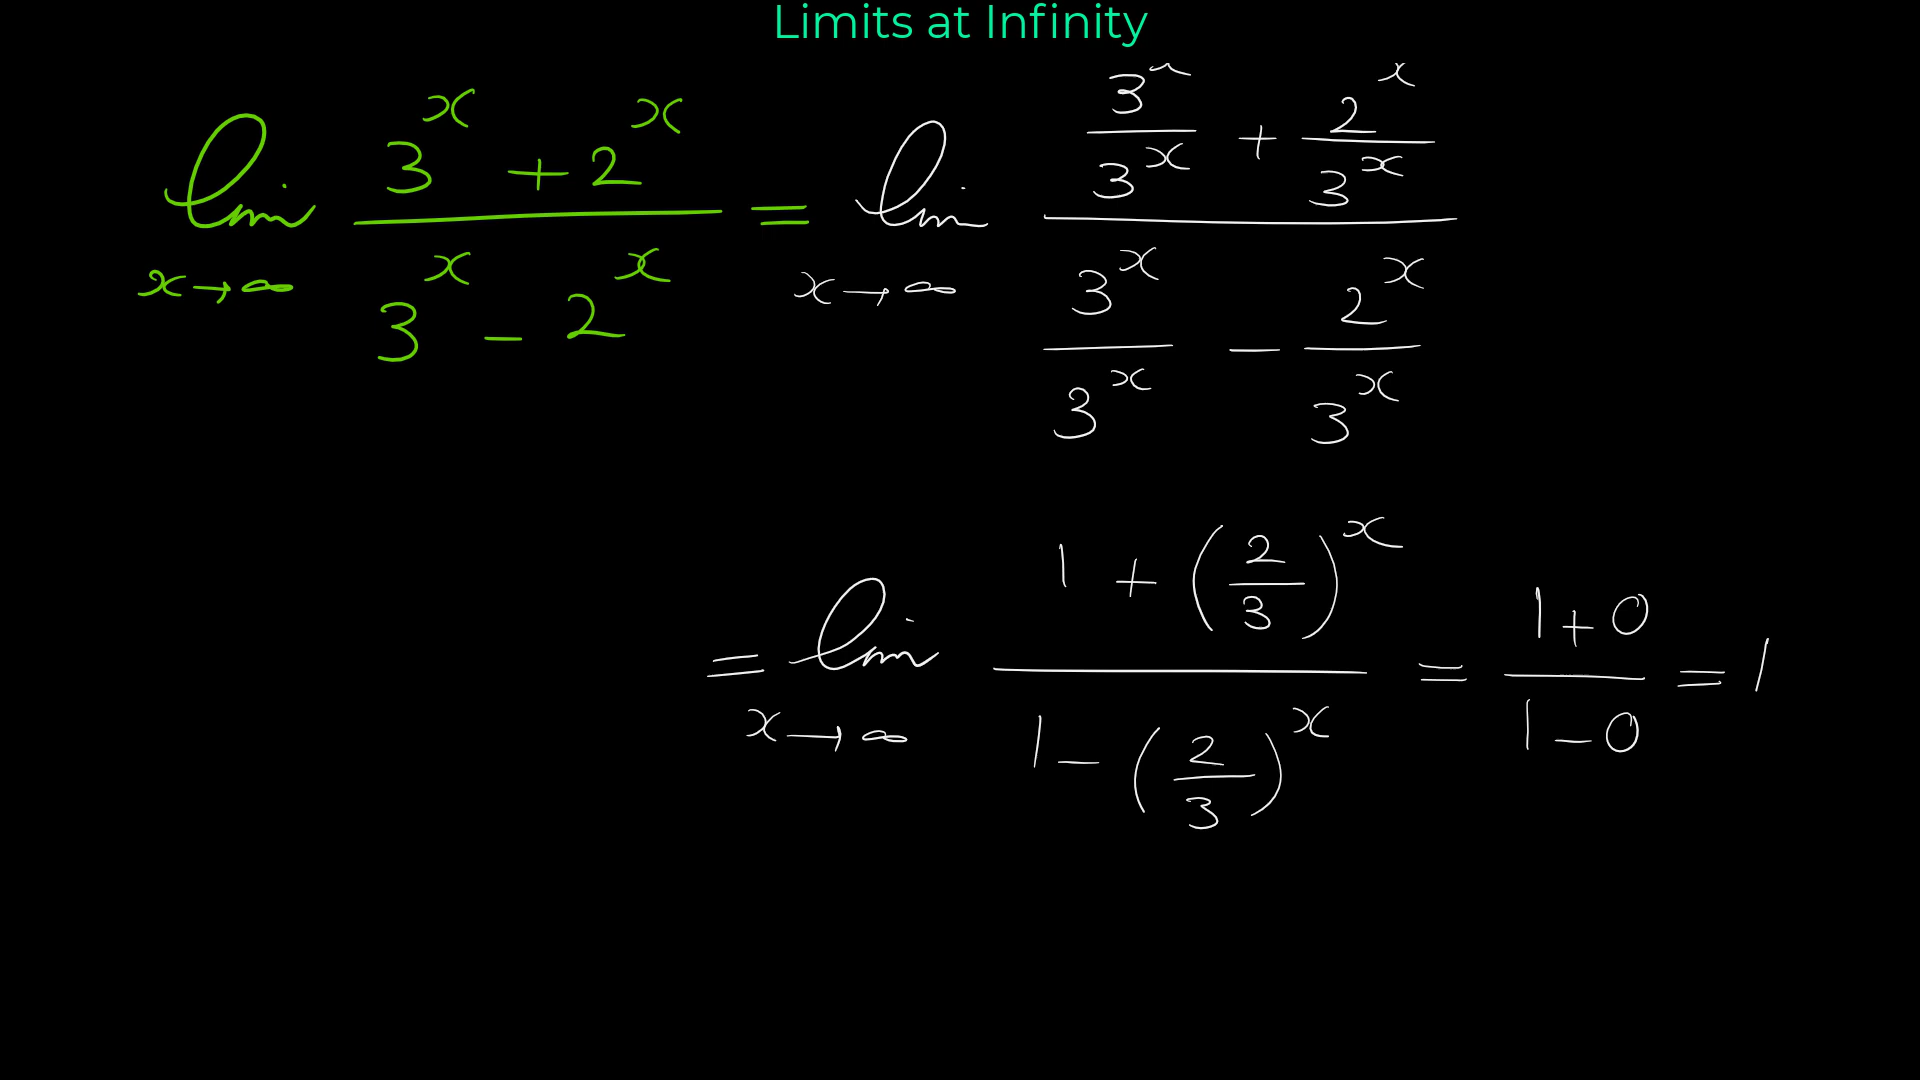 Limits at Infinity
lim x→∞ (3^x + 2^x)/(3^x − 2^x) = lim x→∞ (3^x/3^x + 2^x/3^x)/(3^x/3^x − 2^x/3^x)
= lim x→∞ (1 + (2/3)^x)/(1 − (2/3)^x) = (1+0)/(1−0) = 1